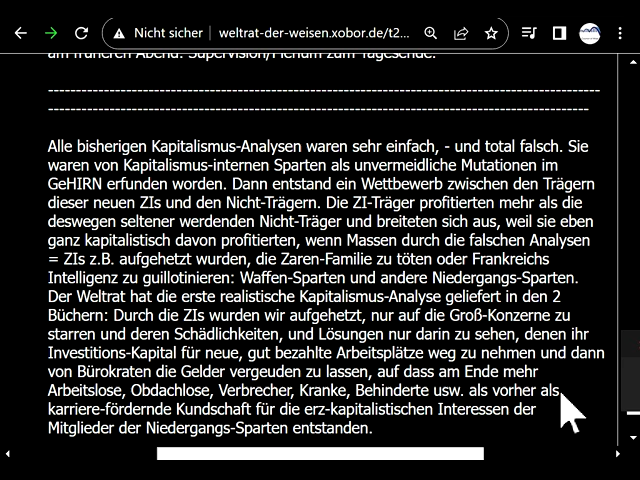 Nicht sicher
weltrat-der-weisen.xobor.de/t2...
am früheren Abend. Supervision/Plenum zum Tagesende.
----------------------------------------------------------------------------------------------------
--------------------------------------------------------------------------------------------------
Alle bisherigen Kapitalismus-Analysen waren sehr einfach, - und total falsch. Sie
waren von Kapitalismus-internen Sparten als unvermeidliche Mutationen im
GeHIRN erfunden worden. Dann entstand ein Wettbewerb zwischen den Trägern
dieser neuen ZIs und den Nicht-Trägern. Die ZI-Träger profitierten mehr als die
deswegen seltener werdenden Nicht-Träger und breiteten sich aus, weil sie eben
ganz kapitalistisch davon profitierten, wenn Massen durch die falschen Analysen
= ZIs z.B. aufgehetzt wurden, die Zaren-Familie zu töten oder Frankreichs
Intelligenz zu guillotinieren: Waffen-Sparten und andere Niedergangs-Sparten.
Der Weltrat hat die erste realistische Kapitalismus-Analyse geliefert in den 2
Büchern: Durch die ZIs wurden wir aufgehetzt, nur auf die Groß-Konzerne zu
starren und deren Schädlichkeiten, und Lösungen nur darin zu sehen, denen ihr
Investitions-Kapital für neue, gut bezahlte Arbeitsplätze weg zu nehmen und dann
von Bürokraten die Gelder vergeuden zu lassen, auf dass am Ende mehr
Arbeitslose, Obdachlose, Verbrecher, Kranke, Behinderte usw. als vorher als
karriere-fördernde Kundschaft für die erz-kapitalistischen Interessen der
Mitglieder der Niedergangs-Sparten entstanden.